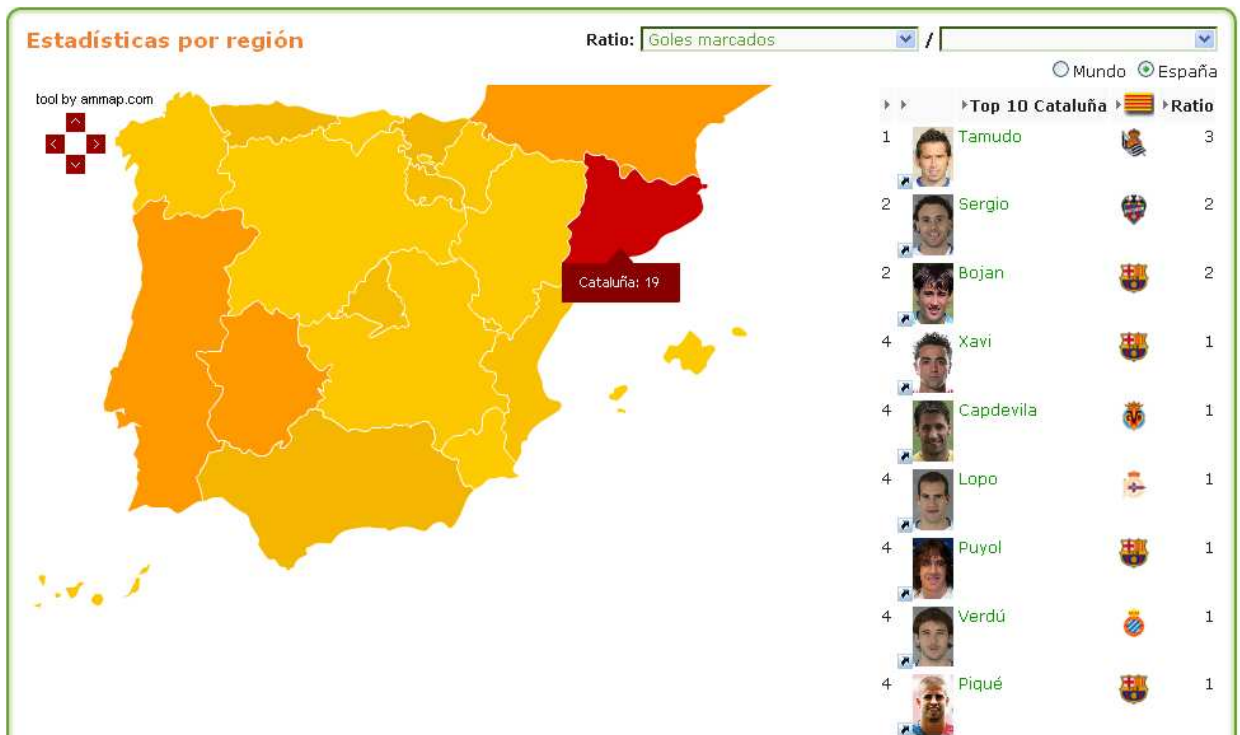 Estadísticas por región
Ratio: Goles marcados /
Mundo España
tool by ammap.com
Top 10 Cataluña Ratio
1 Tamudo 3
2 Sergio 2
2 Bojan 2
4 Xavi 1
4 Capdevila 1
4 Lopo 1
4 Puyol 1
4 Verdú 1
4 Piqué 1
Cataluña: 19